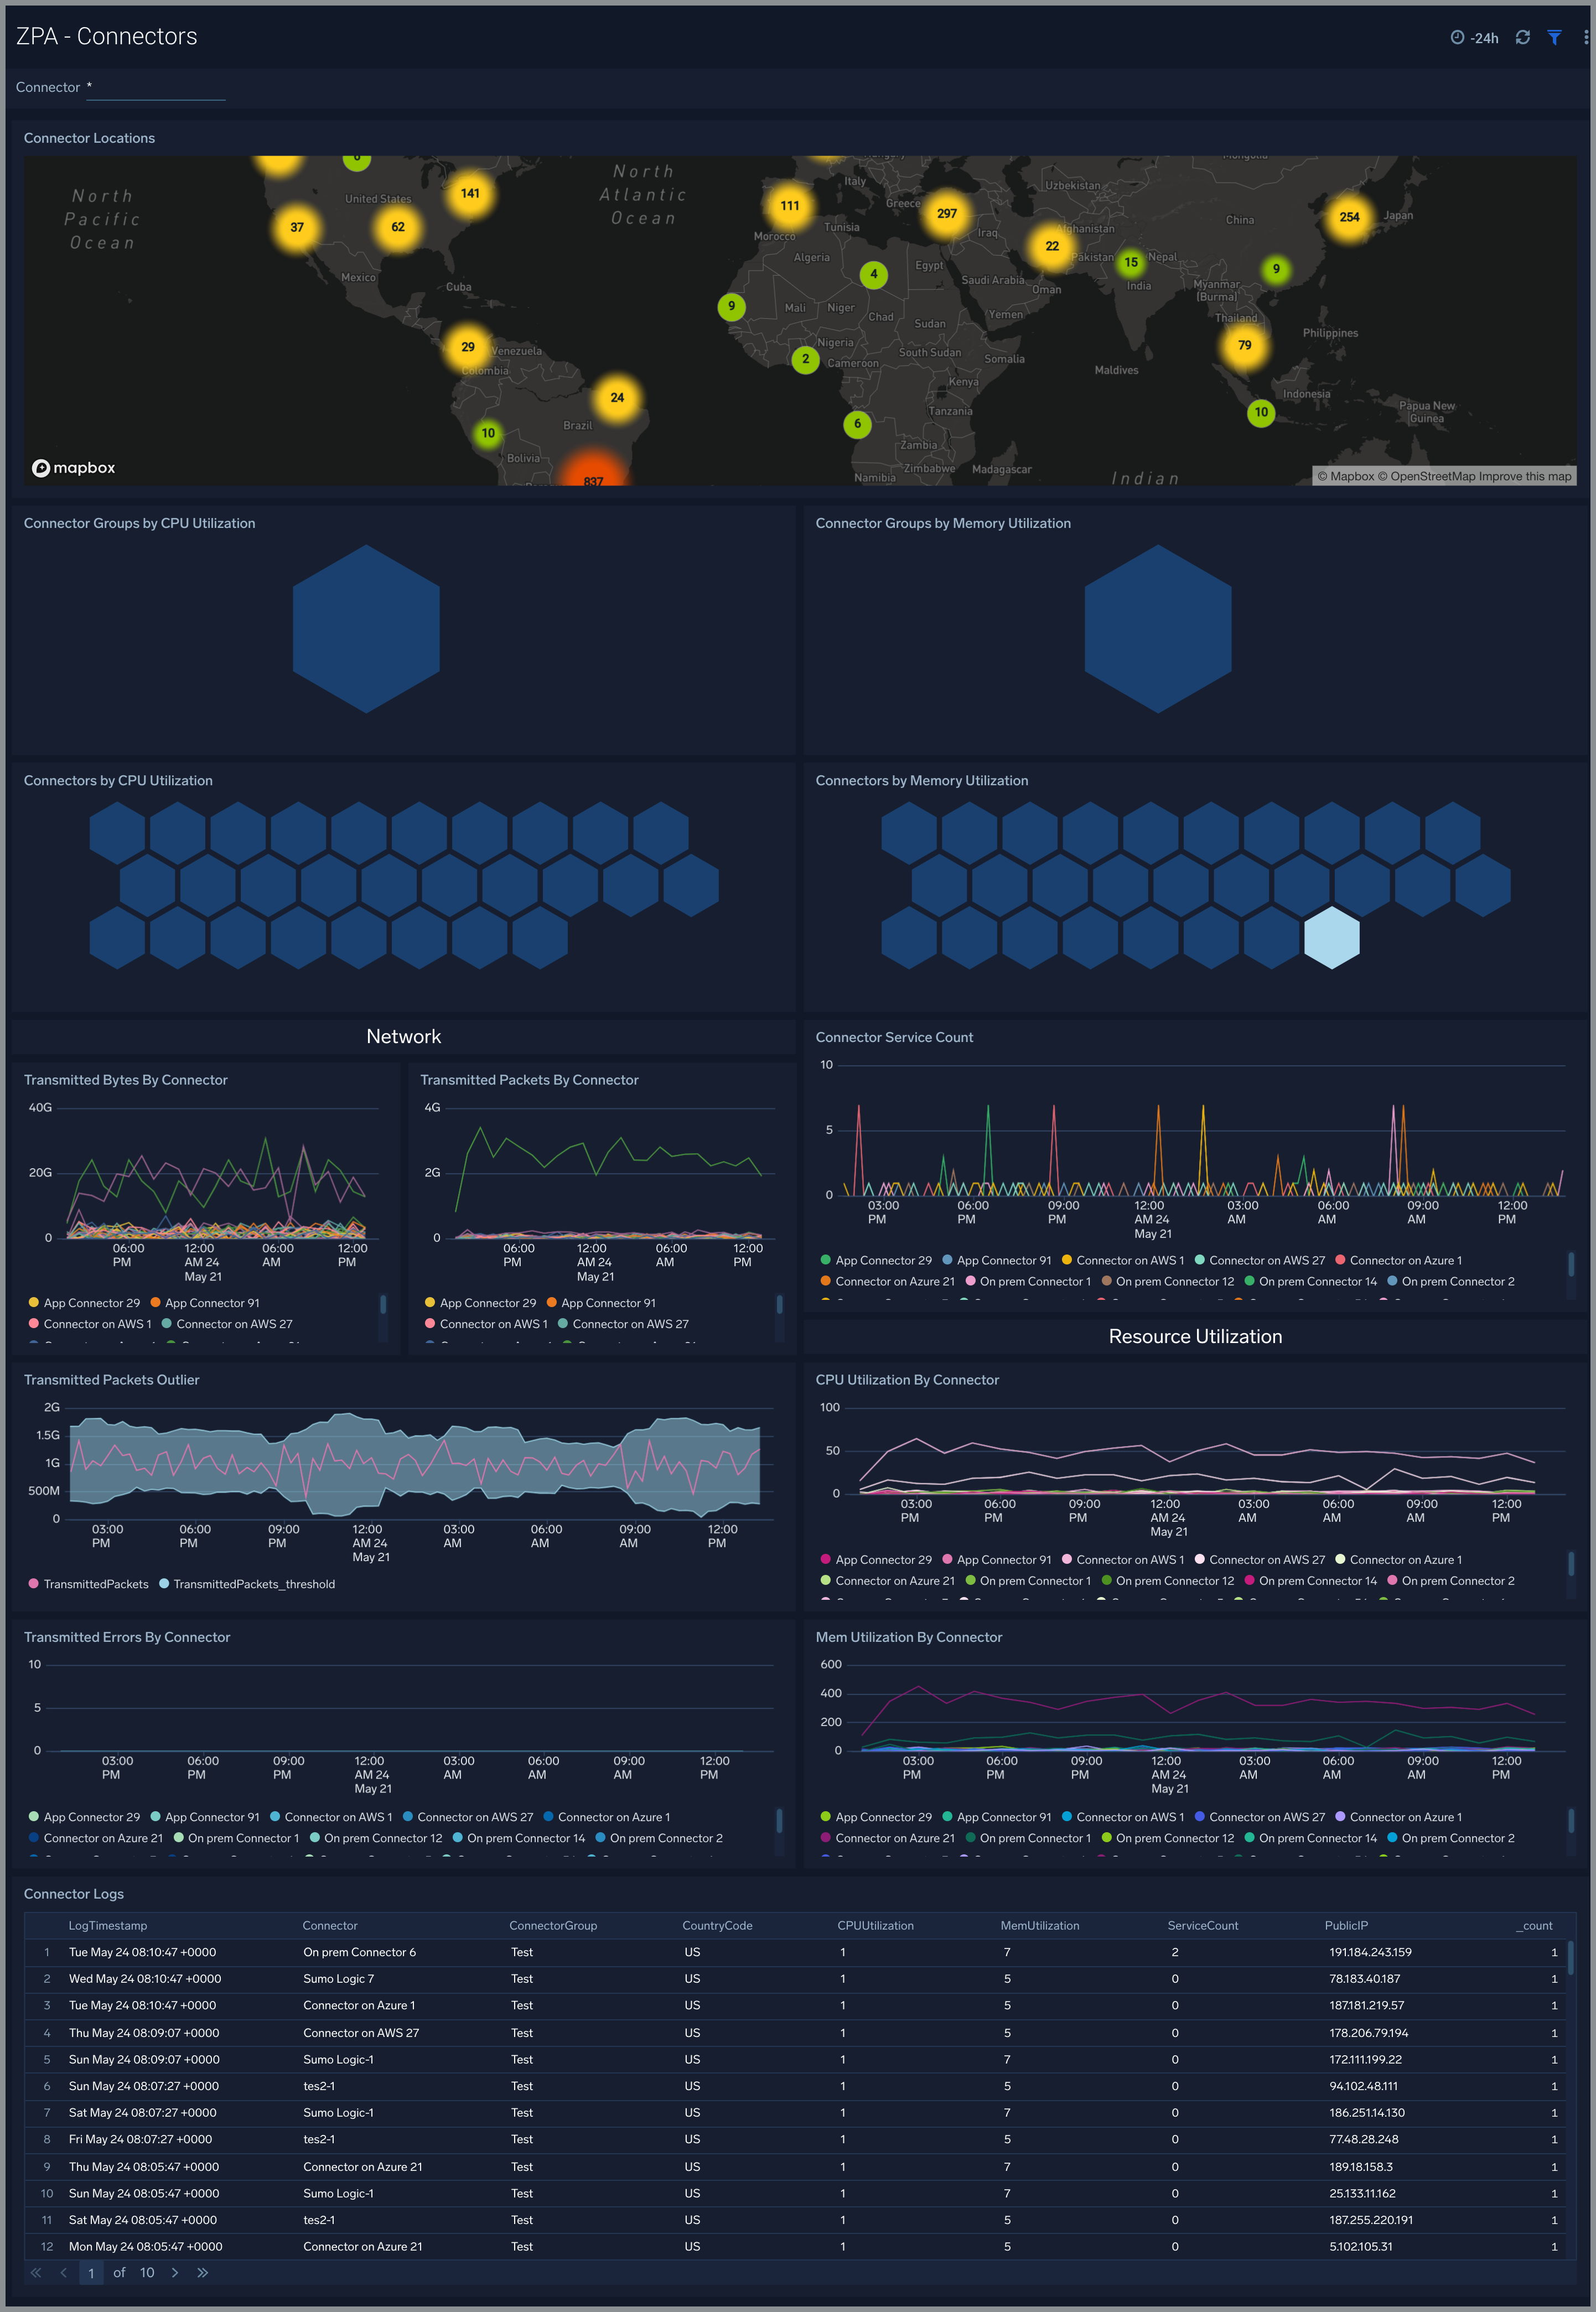 ZPA - Connectors
-24h
Connector *
Connector Locations
North Pacific Ocean
United States
141
37
62
North Atlantic Ocean
Italy
111
Greece
297
Uzbekistan
254
Japan
China
Morocco
Tunisia
Iraq
Afghanistan
22
Mexico
Cuba
Algeria
4
Egypt
Saudi Arabia
Pakistan
15
Nepal
9
Oman
India
Myanmar (Burma)
9
Mali
Niger
Chad
Sudan
Yemen
Thailand
79
Philippines
29
Venezuela
Colombia
2
Nigeria
Cameroon
South Sudan
Somalia
Maldives
Kenya
24
Brazil
10
Indonesia
Papua New Guinea
10
6
Tanzania
Zambia
Bolivia
Zimbabwe
Madagascar
Namibia
837
Indian
mapbox
© Mapbox © OpenStreetMap Improve this map
Connector Groups by CPU Utilization
Connector Groups by Memory Utilization
Connectors by CPU Utilization
Connectors by Memory Utilization
Network
Transmitted Bytes By Connector
40G
20G
0
06:00 PM
12:00 AM 24 May 21
06:00 AM
12:00 PM
App Connector 29 App Connector 91
Connector on AWS 1 Connector on AWS 27
Transmitted Packets By Connector
4G
2G
0
06:00 PM
12:00 AM 24 May 21
06:00 AM
12:00 PM
App Connector 29 App Connector 91
Connector on AWS 1 Connector on AWS 27
Connector Service Count
10
5
0
03:00 PM
06:00 PM
09:00 PM
12:00 AM 24 May 21
03:00 AM
06:00 AM
09:00 AM
12:00 PM
App Connector 29 App Connector 91 Connector on AWS 1 Connector on AWS 27 Connector on Azure 1
Connector on Azure 21 On prem Connector 1 On prem Connector 12 On prem Connector 14 On prem Connector 2
Resource Utilization
Transmitted Packets Outlier
2G
1.5G
1G
500M
0
03:00 PM
06:00 PM
09:00 PM
12:00 AM 24 May 21
03:00 AM
06:00 AM
09:00 AM
12:00 PM
TransmittedPackets TransmittedPackets_threshold
CPU Utilization By Connector
100
50
0
03:00 PM
06:00 PM
09:00 PM
12:00 AM 24 May 21
03:00 AM
06:00 AM
09:00 AM
12:00 PM
App Connector 29 App Connector 91 Connector on AWS 1 Connector on AWS 27 Connector on Azure 1
Connector on Azure 21 On prem Connector 1 On prem Connector 12 On prem Connector 14 On prem Connector 2
Transmitted Errors By Connector
10
5
0
03:00 PM
06:00 PM
09:00 PM
12:00 AM 24 May 21
03:00 AM
06:00 AM
09:00 AM
12:00 PM
App Connector 29 App Connector 91 Connector on AWS 1 Connector on AWS 27 Connector on Azure 1
Connector on Azure 21 On prem Connector 1 On prem Connector 12 On prem Connector 14 On prem Connector 2
Mem Utilization By Connector
600
400
200
0
03:00 PM
06:00 PM
09:00 PM
12:00 AM 24 May 21
03:00 AM
06:00 AM
09:00 AM
12:00 PM
App Connector 29 App Connector 91 Connector on AWS 1 Connector on AWS 27 Connector on Azure 1
Connector on Azure 21 On prem Connector 1 On prem Connector 12 On prem Connector 14 On prem Connector 2
Connector Logs
LogTimestamp Connector ConnectorGroup CountryCode CPUUtilization MemUtilization ServiceCount PublicIP _count
1 Tue May 24 08:10:47 +0000 On prem Connector 6 Test US 1 7 2 191.184.243.159 1
2 Wed May 24 08:10:47 +0000 Sumo Logic 7 Test US 1 5 0 78.183.40.187 1
3 Tue May 24 08:10:47 +0000 Connector on Azure 1 Test US 1 5 0 187.181.219.57 1
4 Thu May 24 08:09:07 +0000 Connector on AWS 27 Test US 1 5 0 178.206.79.194 1
5 Sun May 24 08:09:07 +0000 Sumo Logic-1 Test US 1 7 0 172.111.199.22 1
6 Sun May 24 08:07:27 +0000 tes2-1 Test US 1 5 0 94.102.48.111 1
7 Sat May 24 08:07:27 +0000 Sumo Logic-1 Test US 1 7 0 186.251.14.130 1
8 Fri May 24 08:07:27 +0000 tes2-1 Test US 1 5 0 77.48.28.248 1
9 Thu May 24 08:05:47 +0000 Connector on Azure 21 Test US 1 7 0 189.18.158.3 1
10 Sun May 24 08:05:47 +0000 Sumo Logic-1 Test US 1 7 0 25.133.11.162 1
11 Sat May 24 08:05:47 +0000 tes2-1 Test US 1 5 0 187.255.220.191 1
12 Mon May 24 08:05:47 +0000 Connector on Azure 21 Test US 1 5 0 5.102.105.31 1
1 of 10